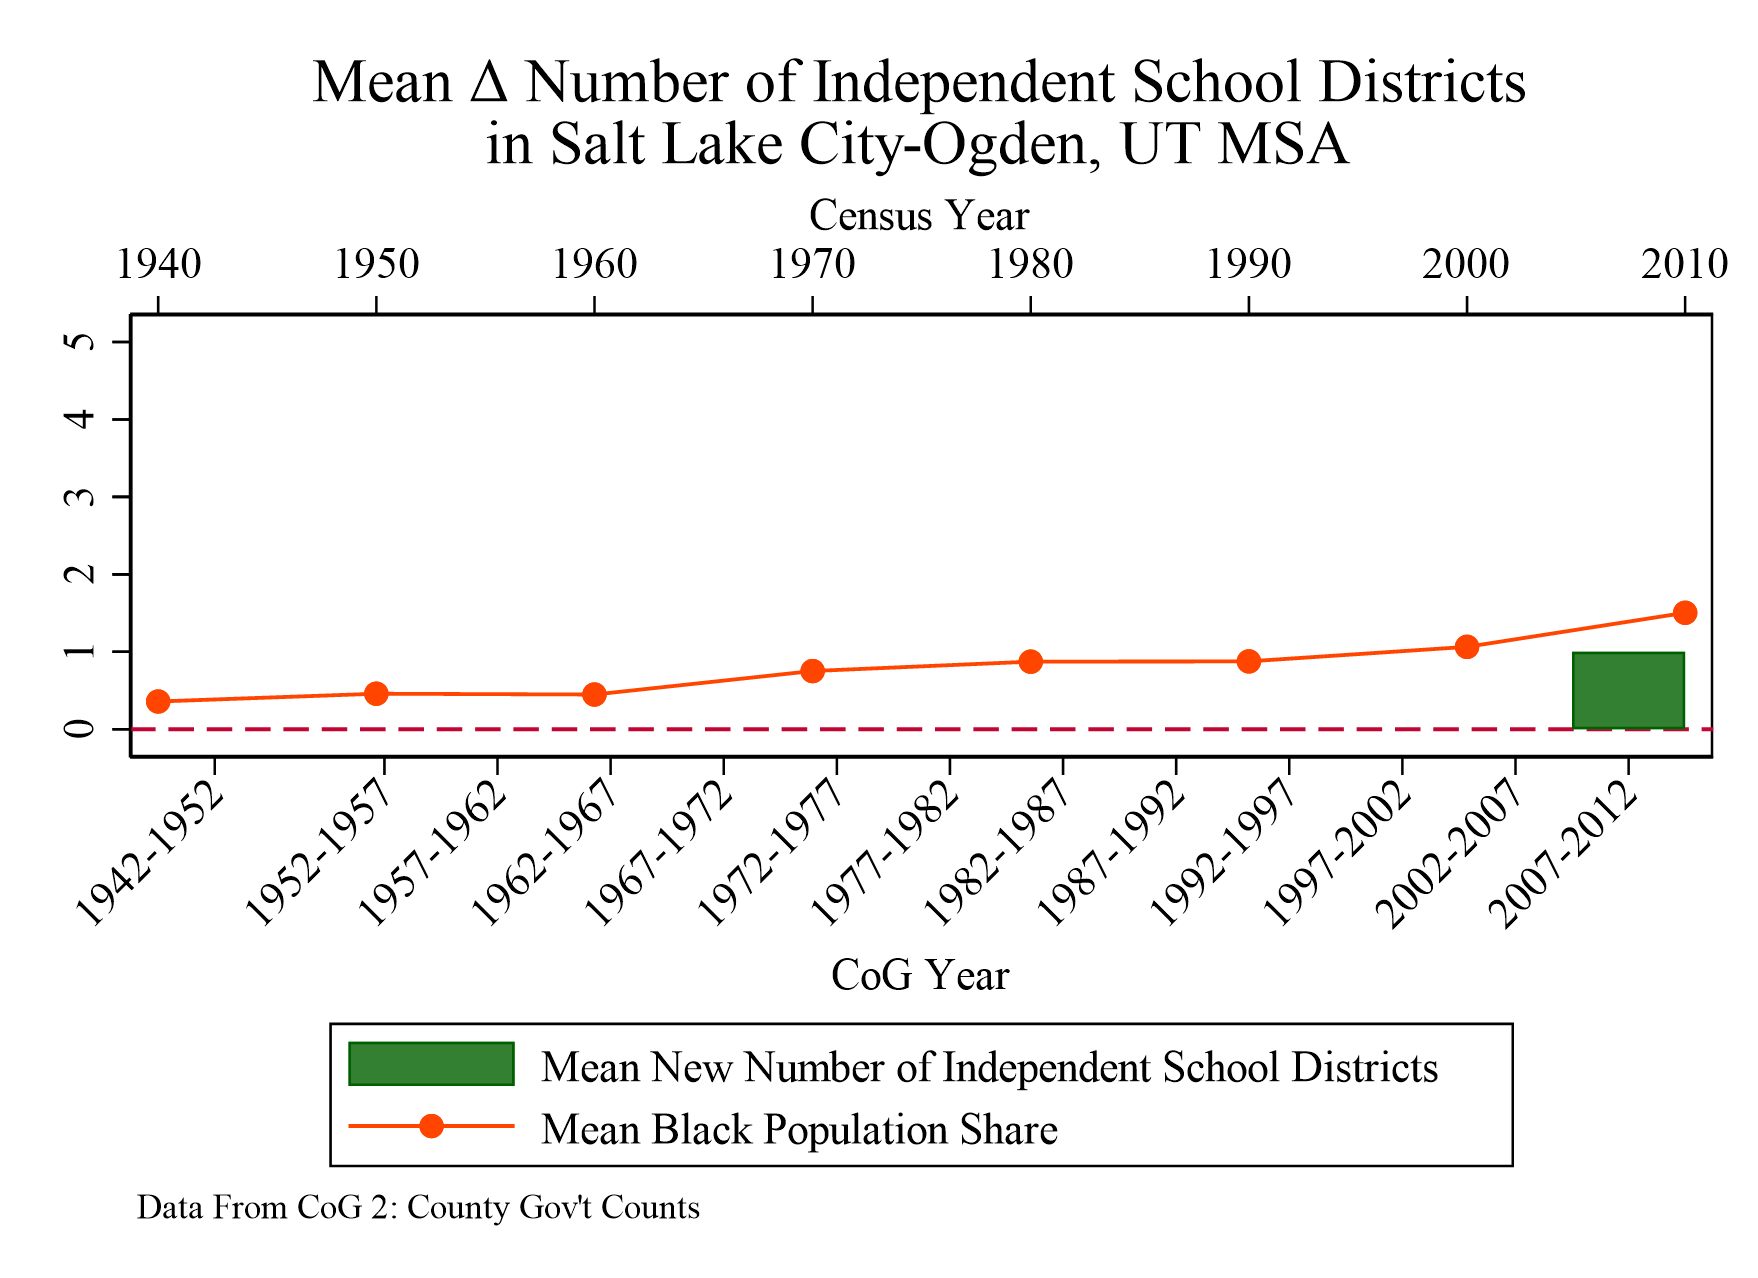 Mean Δ Number of Independent School Districts
in Salt Lake City-Ogden, UT MSA
Census Year
1940 1950 1960 1970 1980 1990 2000 2010
5
4
3
2
1
0
1942-1952 1952-1957 1957-1962 1962-1967 1967-1972 1972-1977 1977-1982 1982-1987 1987-1992 1992-1997 1997-2002 2002-2007 2007-2012
CoG Year
Mean New Number of Independent School Districts
Mean Black Population Share
Data From CoG 2: County Gov't Counts